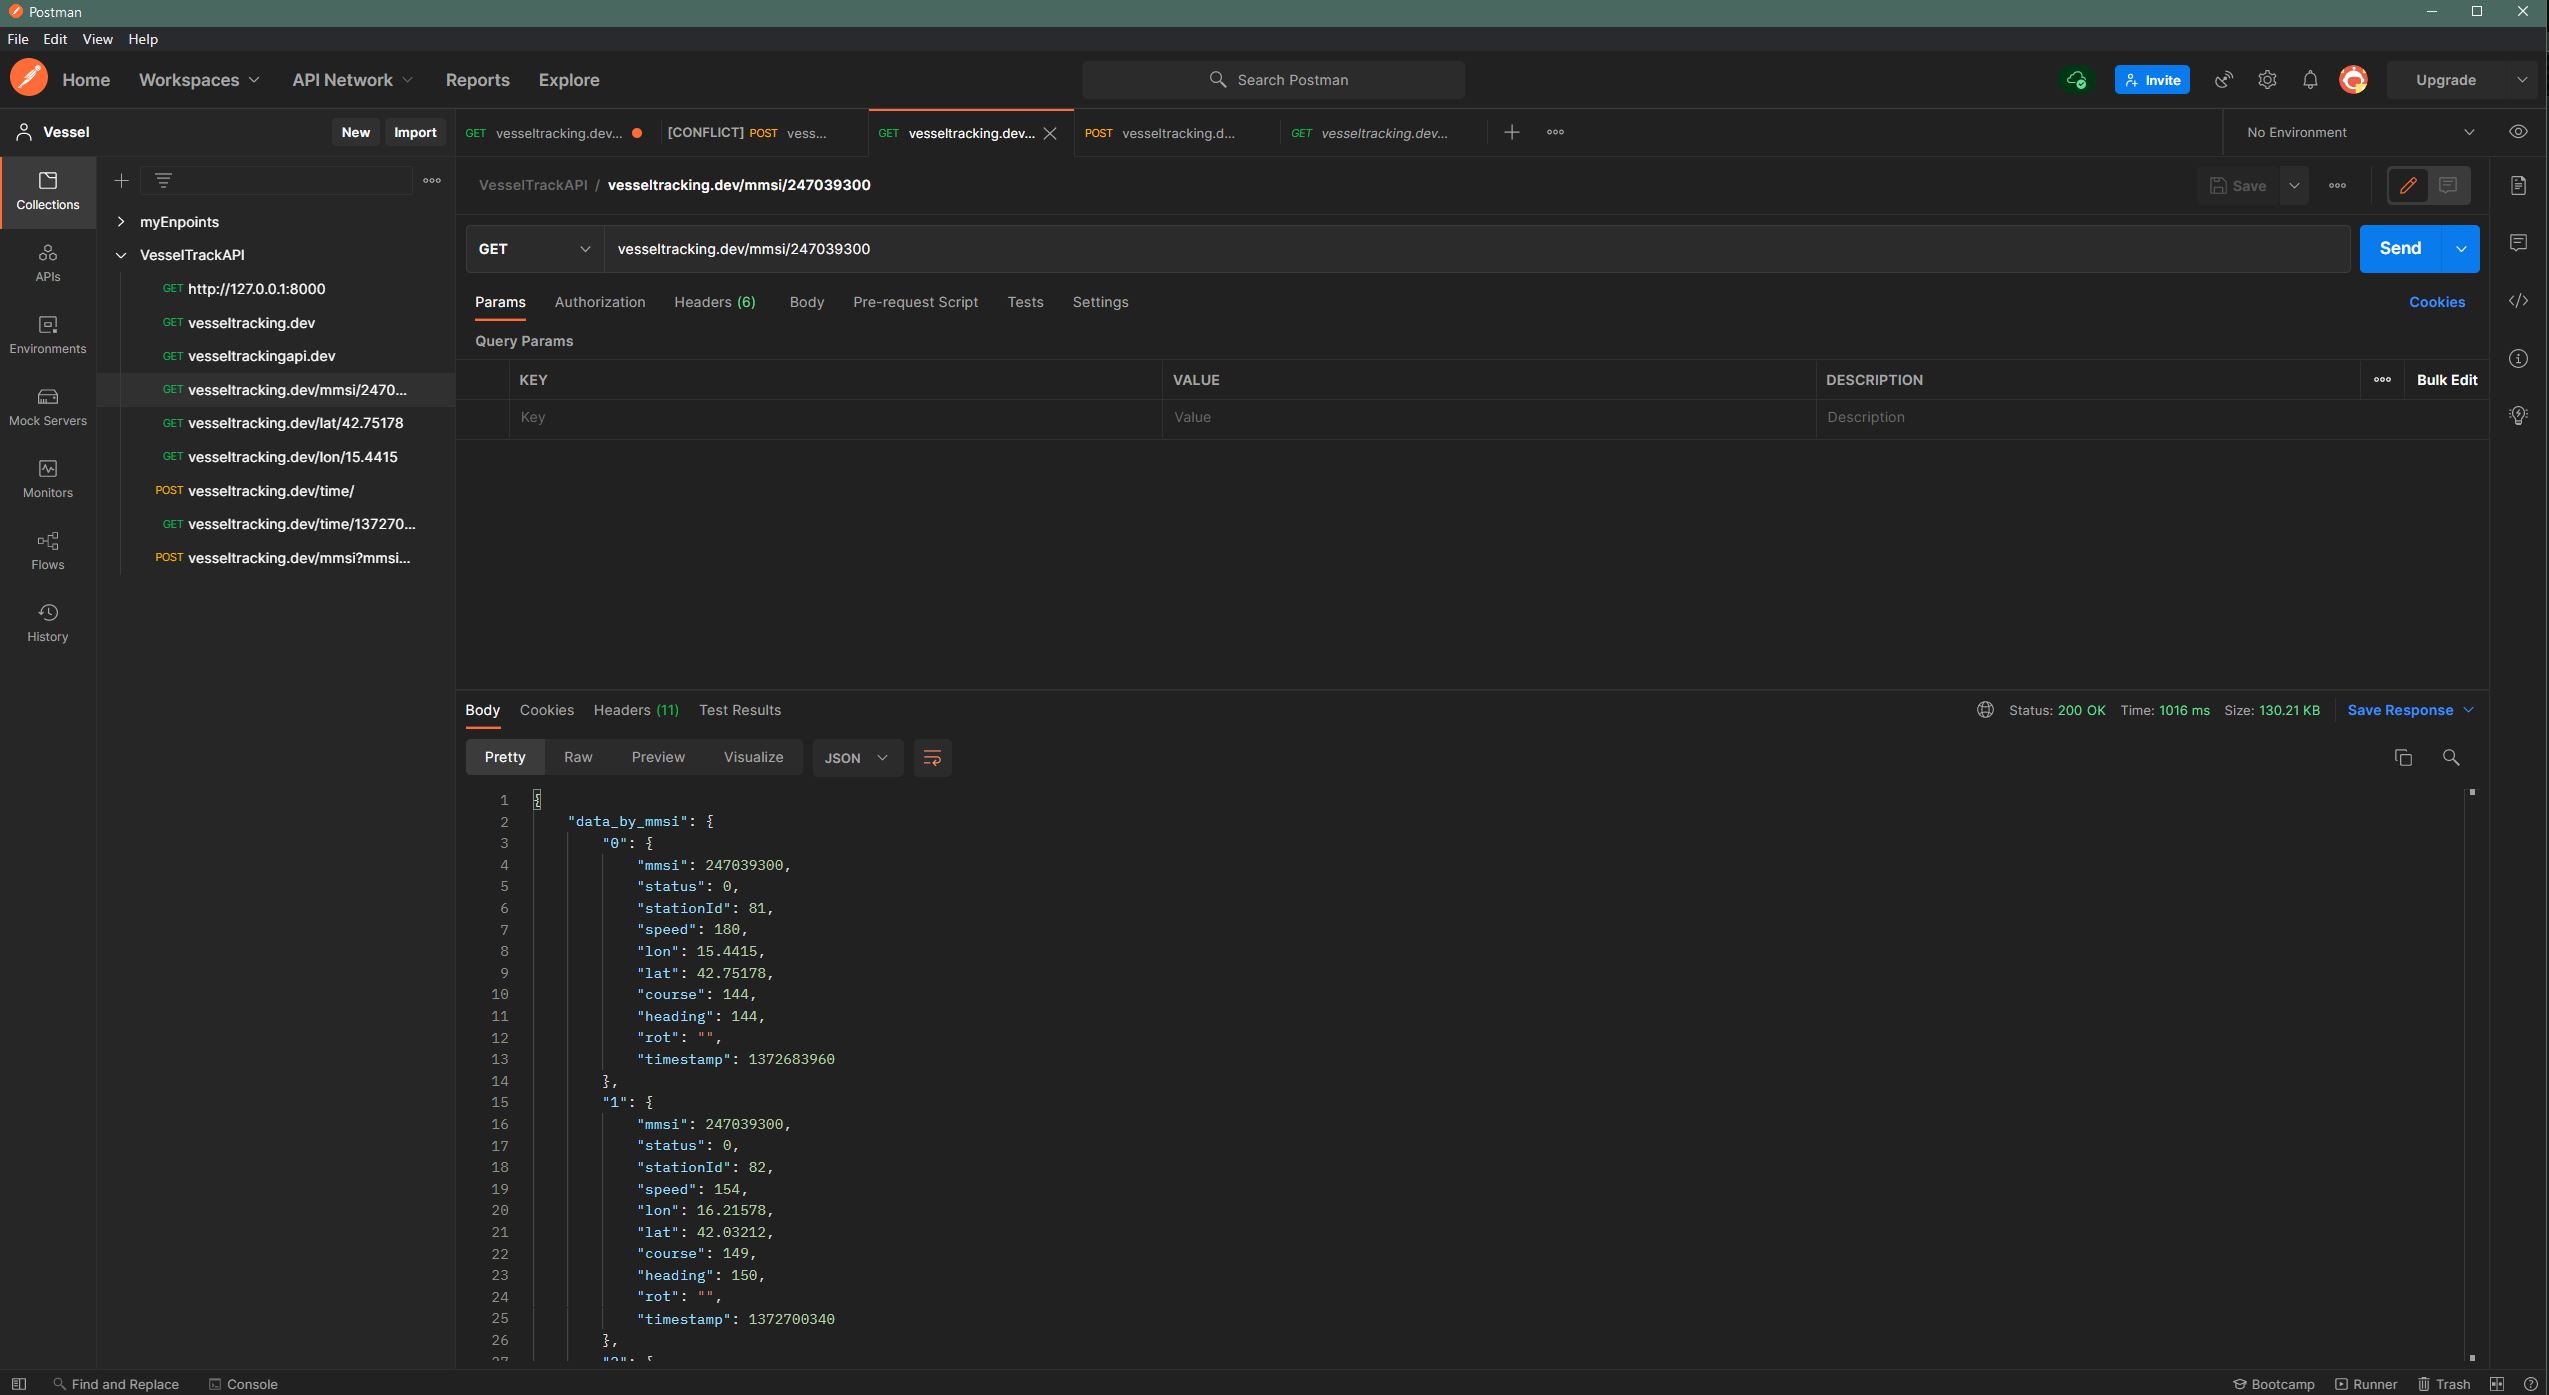 Postman
File Edit View Help
Home Workspaces API Network Reports Explore Search Postman Invite Upgrade
Vessel New Import
GET vesseltracking.dev... [CONFLICT] POST vess... GET vesseltracking.dev... POST vesseltracking.d... GET vesseltracking.dev... No Environment
Collections
APIs
Environments
Mock Servers
Monitors
Flows
History
myEnpoints
VesselTrackAPI
GET http://127.0.0.1:8000
GET vesseltracking.dev
GET vesseltrackingapi.dev
GET vesseltracking.dev/mmsi/2470...
GET vesseltracking.dev/lat/42.75178
GET vesseltracking.dev/lon/15.4415
POST vesseltracking.dev/time/
GET vesseltracking.dev/time/137270...
POST vesseltracking.dev/mmsi?mmsi...
VesselTrackAPI / vesseltracking.dev/mmsi/247039300 Save
GET vesseltracking.dev/mmsi/247039300 Send
Params Authorization Headers (6) Body Pre-request Script Tests Settings Cookies
Query Params
KEY VALUE DESCRIPTION Bulk Edit
Key Value Description
Body Cookies Headers (11) Test Results Status: 200 OK Time: 1016 ms Size: 130.21 KB Save Response
Pretty Raw Preview Visualize JSON
1 {
2 "data_by_mmsi": {
3 "0": {
4 "mmsi": 247039300,
5 "status": 0,
6 "stationId": 81,
7 "speed": 180,
8 "lon": 15.4415,
9 "lat": 42.75178,
10 "course": 144,
11 "heading": 144,
12 "rot": "",
13 "timestamp": 1372683960
14 },
15 "1": {
16 "mmsi": 247039300,
17 "status": 0,
18 "stationId": 82,
19 "speed": 154,
20 "lon": 16.21578,
21 "lat": 42.03212,
22 "course": 149,
23 "heading": 150,
24 "rot": "",
25 "timestamp": 1372700340
26 },
Find and Replace Console Bootcamp Runner Trash